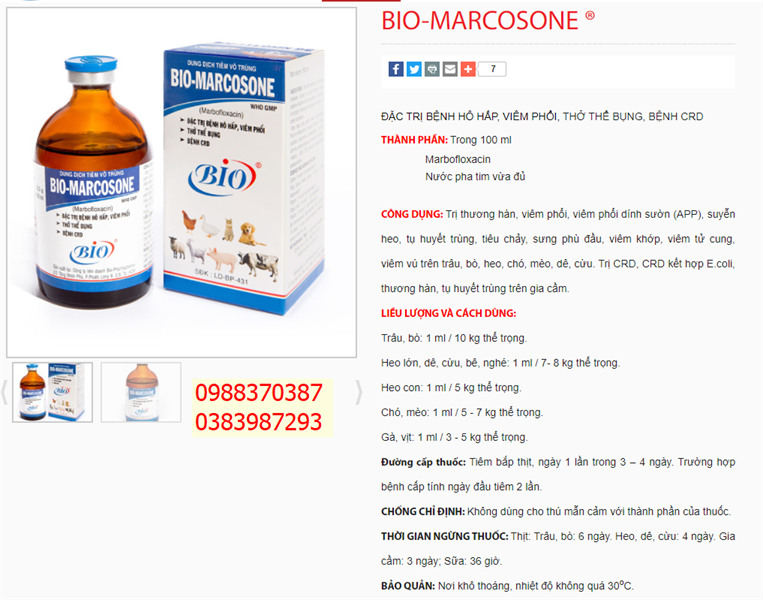 BIO-MARCOSONE ®
7
DUNG DỊCH TIÊM VÔ TRÙNG
BIO-MARCOSONE
WHO GMP
(Marbofloxacin)
➤ ĐẶC TRỊ BỆNH HÔ HẤP, VIÊM PHỔI
➤ THỞ THỂ BỤNG
➤ BỆNH CRD
BIO®
SĐK : LD-BP-431
DUNG DỊCH TIÊM VÔ TRÙNG
BIO-MARCOSONE
WHO GMP
(Marbofloxacin)
➤ ĐẶC TRỊ BỆNH HÔ HẤP, VIÊM PHỔI
➤ THỞ THỂ BỤNG
➤ BỆNH CRD
BIO®
0988370387
0383987293
ĐẶC TRỊ BỆNH HÔ HẤP, VIÊM PHỔI, THỞ THỂ BỤNG, BỆNH CRD
THÀNH PHẦN: Trong 100 ml
Marbofloxacin
Nước pha tim vừa đủ
CÔNG DỤNG: Trị thương hàn, viêm phổi, viêm phổi dính sườn (APP), suyễn
heo, tụ huyết trùng, tiêu chảy, sưng phù đầu, viêm khớp, viêm tử cung,
viêm vú trên trâu, bò, heo, chó, mèo, dê, cừu. Trị CRD, CRD kết hợp E.coli,
thương hàn, tụ huyết trùng trên gia cầm.
LIỀU LƯỢNG VÀ CÁCH DÙNG:
Trâu, bò: 1 ml / 10 kg thể trọng.
Heo lớn, dê, cừu, bê, nghé: 1 ml / 7- 8 kg thể trọng.
Heo con: 1 ml / 5 kg thể trọng.
Chó, mèo: 1 ml / 5 - 7 kg thể trọng.
Gà, vịt: 1 ml / 3 - 5 kg thể trọng.
Đường cấp thuốc: Tiêm bắp thịt, ngày 1 lần trong 3 – 4 ngày. Trường hợp
bệnh cấp tính ngày đầu tiêm 2 lần.
CHỐNG CHỈ ĐỊNH: Không dùng cho thú mẫn cảm với thành phần của thuốc.
THỜI GIAN NGỪNG THUỐC: Thịt: Trâu, bò: 6 ngày. Heo, dê, cừu: 4 ngày. Gia
cầm: 3 ngày; Sữa: 36 giờ.
BẢO QUẢN: Nơi khô thoáng, nhiệt độ không quá 30⁰C.